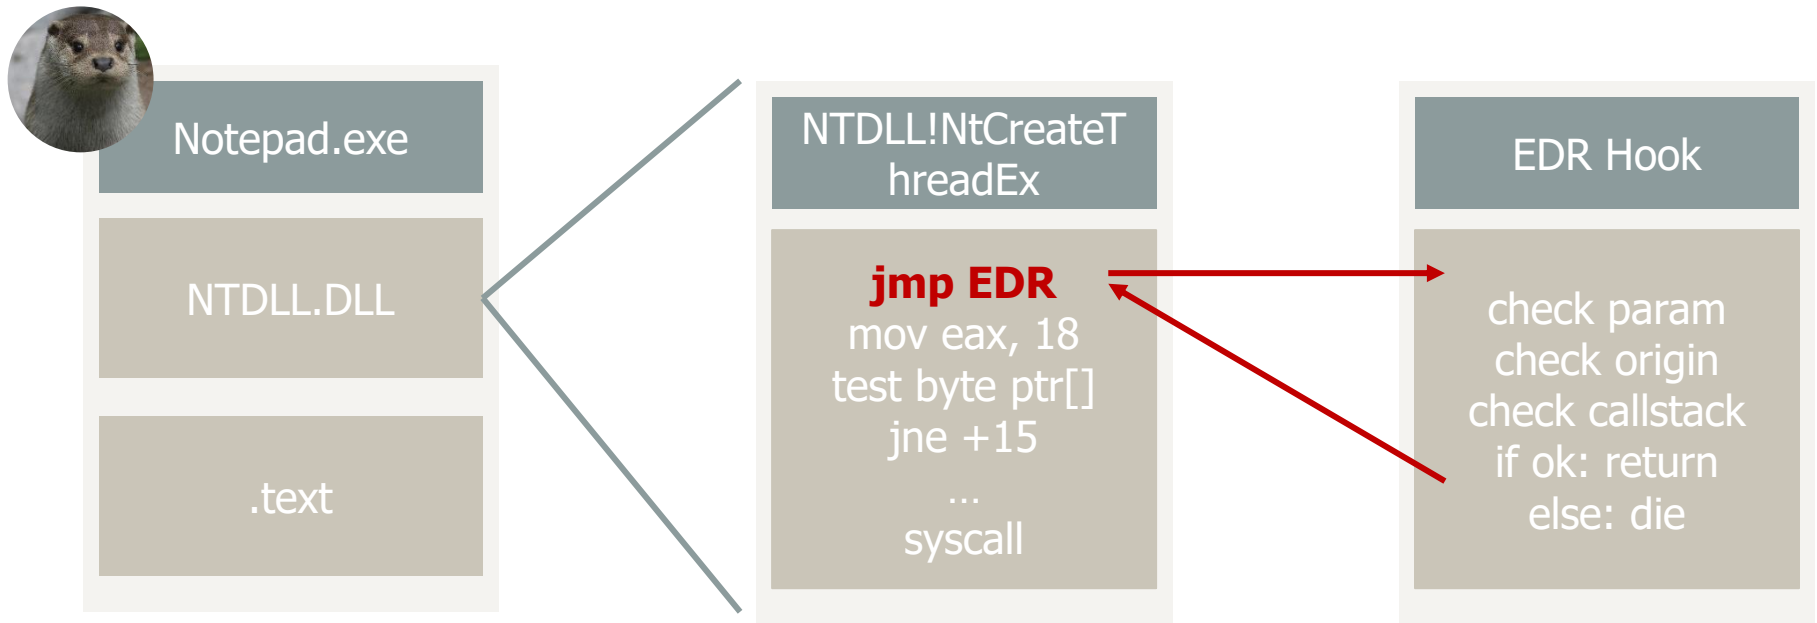 Notepad.exe
NTDLL.DLL
.text
NTDLL!NtCreateT
hreadEx
jmp EDR
mov eax, 18
test byte ptr[]
jne +15
…
syscall
EDR Hook
check param
check origin
check callstack
if ok: return
else: die